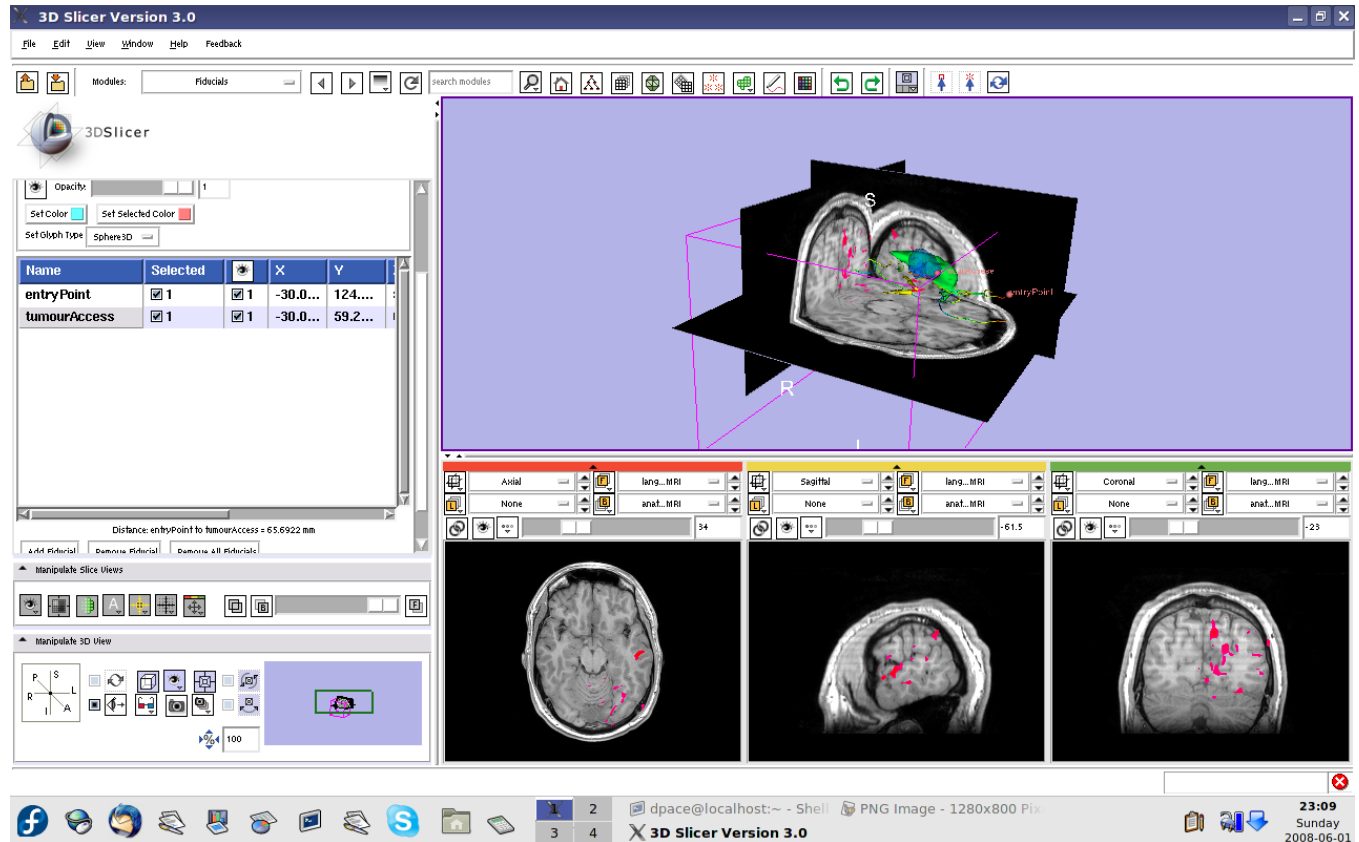 3D Slicer Version 3.0
File Edit View Window Help Feedback
Modules: Fiducials search modules
3DSlicer
Opacity: 1
Set Color Set Selected Color
Set Glyph Type Sphere3D
Name Selected X Y
entryPoint 1 1 -30.0... 124....
tumourAccess 1 1 -30.0... 59.2...
Distance: entryPoint to tumourAccess = 65.6922 mm
Add Fiducial Remove Fiducial Remove All Fiducials
Manipulate Slice Views
Manipulate 3D View
P S
R L
I A
100
S
entryPoint
R
Axial lang...MRI
None anat...MRI
34
Sagittal lang...MRI
None anat...MRI
-61.5
Coronal lang...MRI
None anat...MRI
-23
1 2
3 4
dpace@localhost:~ - Shell
PNG Image - 1280x800 Pix
3D Slicer Version 3.0
23:09
Sunday
2008-06-01